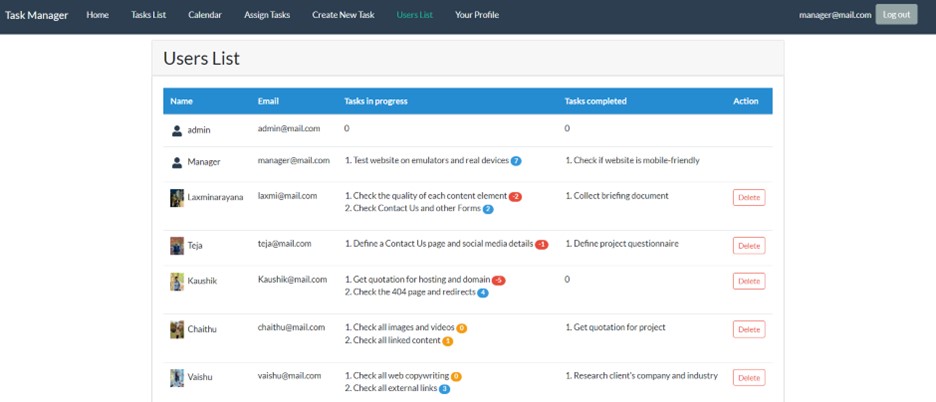 Task Manager Home Tasks List Calendar Assign Tasks Create New Task Users List Your Profile manager@mail.com Log out
Users List
Name Email Tasks in progress Tasks completed Action
admin admin@mail.com 0 0
Manager manager@mail.com 1. Test website on emulators and real devices 7 1. Check if website is mobile-friendly
Laxminarayana laxmi@mail.com 1. Check the quality of each content element -2 1. Collect briefing document Delete
2. Check Contact Us and other Forms 2
Teja teja@mail.com 1. Define a Contact Us page and social media details -1 1. Define project questionnaire Delete
Kaushik Kaushik@mail.com 1. Get quotation for hosting and domain -5 0 Delete
2. Check the 404 page and redirects 4
Chaithu chaithu@mail.com 1. Check all images and videos 0 1. Get quotation for project Delete
2. Check all linked content 1
Vaishu vaishu@mail.com 1. Check all web copywriting 0 1. Research client's company and industry Delete
2. Check all external links 3